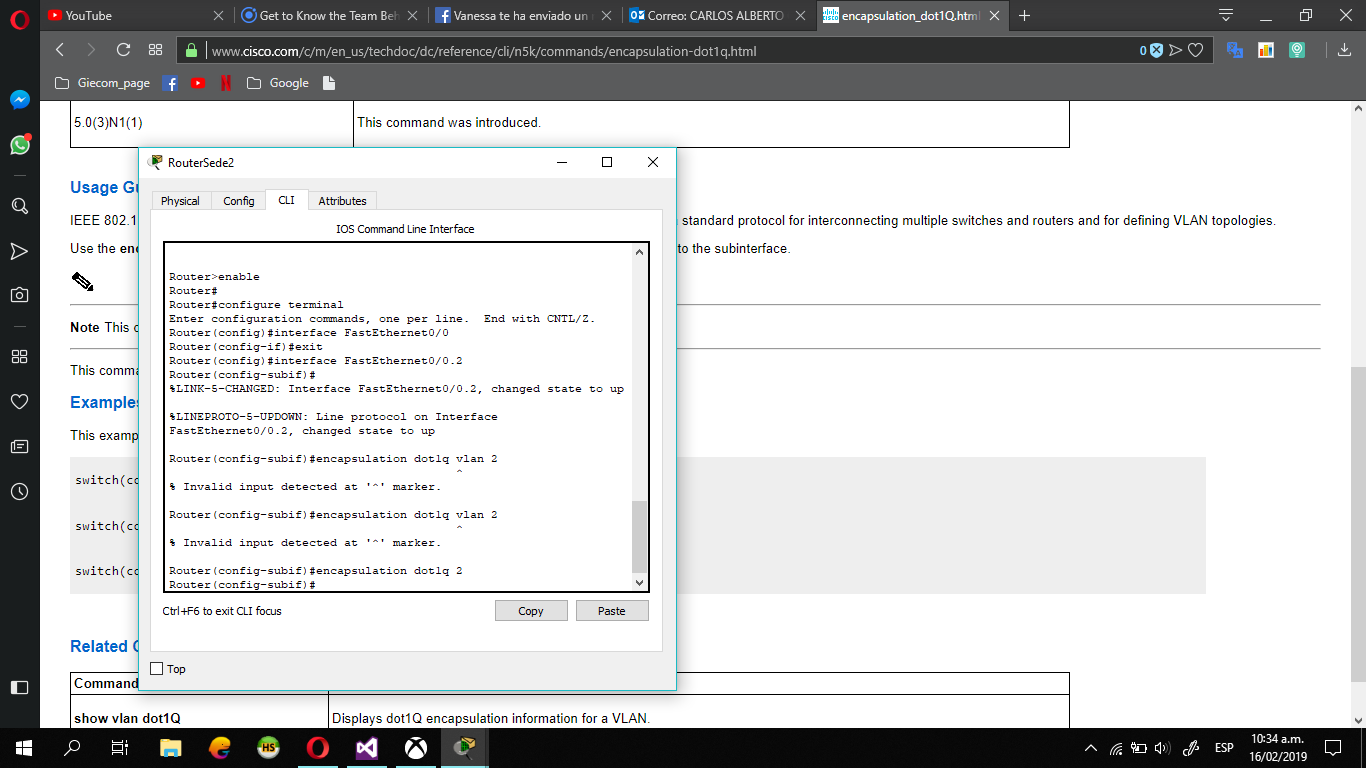 YouTube
Get to Know the Team Beh
Vanessa te ha enviado un
Correo: CARLOS ALBERTO
encapsulation_dot1Q.html
www.cisco.com/c/m/en_us/techdoc/dc/reference/cli/n5k/commands/encapsulation-dot1q.html
0
Giecom_page
Google
5.0(3)N1(1)
This command was introduced.
RouterSede2
Usage Gu
Physical
Config
CLI
Attributes
IEEE 802.1
standard protocol for interconnecting multiple switches and routers and for defining VLAN topologies.
IOS Command Line Interface
Use the en
to the subinterface.
Router>enable
Router#
Router#configure terminal
Enter configuration commands, one per line. End with CNTL/Z.
Note This c
Router(config)#interface FastEthernet0/0
Router(config-if)#exit
Router(config)#interface FastEthernet0/0.2
This comma
Router(config-subif)#
%LINK-5-CHANGED: Interface FastEthernet0/0.2, changed state to up
Examples
%LINEPROTO-5-UPDOWN: Line protocol on Interface
FastEthernet0/0.2, changed state to up
This examp
Router(config-subif)#encapsulation dot1q vlan 2
^
switch(co
% Invalid input detected at '^' marker.
Router(config-subif)#encapsulation dot1q vlan 2
^
switch(co
% Invalid input detected at '^' marker.
switch(co
Router(config-subif)#encapsulation dot1q 2
Router(config-subif)#
Ctrl+F6 to exit CLI focus
Copy
Paste
Related C
Top
Command
show vlan dot1Q
Displays dot1Q encapsulation information for a VLAN.
HS
ESP
10:34 a.m.
16/02/2019